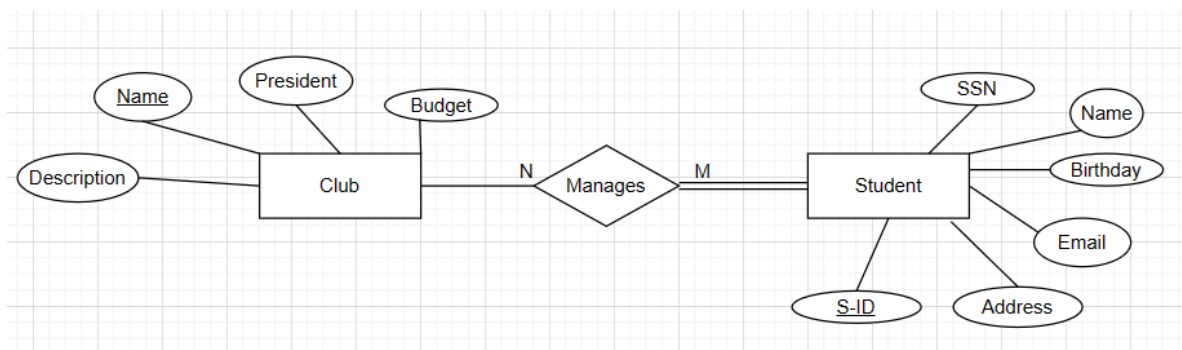 President
Name
Budget
Description
Club
N
Manages
M
Student
SSN
Name
Birthday
Email
S-ID
Address